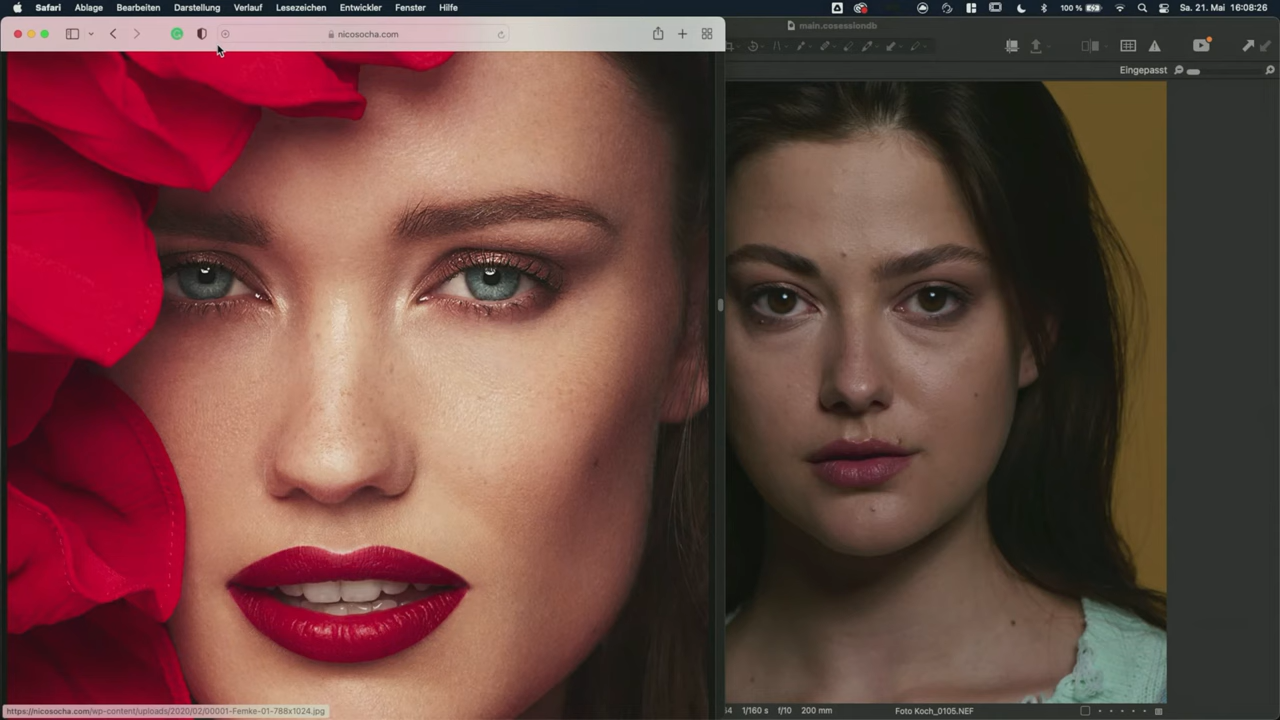 Safari Ablage Bearbeiten Darstellung Verlauf Lesezeichen Entwickler Fenster Hilfe
100 % Sa. 21. Mai 16:08:26
nicosocha.com
main.cosessiondb
Eingepasst
https://nicosocha.com/wp-content/uploads/2020/02/00001-Femke-01-788x1024.jpg
1/160 s f/10 200 mm Foto Koch_0105.NEF